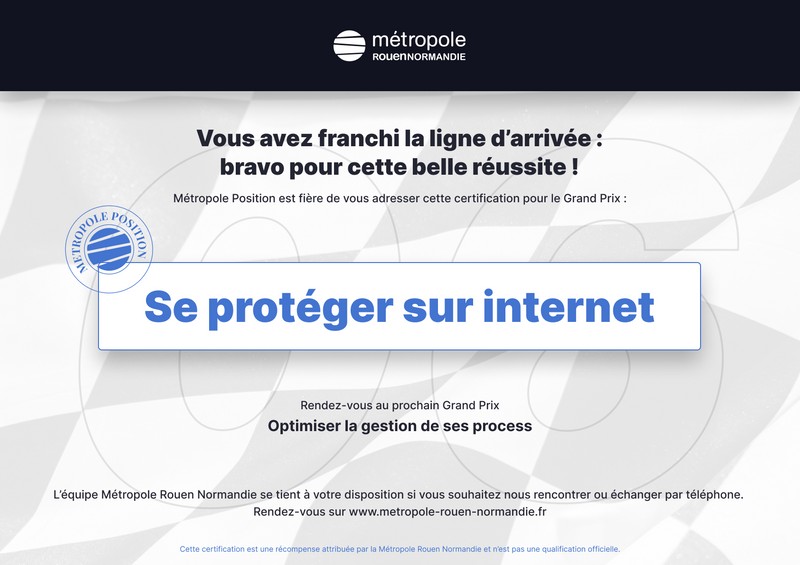 métropole
ROUENNORMANDIE
Vous avez franchi la ligne d’arrivée :
bravo pour cette belle réussite !
Métropole Position est fière de vous adresser cette certification pour le Grand Prix :
METROPOLE POSITION
06
Se protéger sur internet
Rendez-vous au prochain Grand Prix
Optimiser la gestion de ses process
L’équipe Métropole Rouen Normandie se tient à votre disposition si vous souhaitez nous rencontrer ou échanger par téléphone.
Rendez-vous sur www.metropole-rouen-normandie.fr
Cette certification est une récompense attribuée par la Métropole Rouen Normandie et n’est pas une qualification officielle.